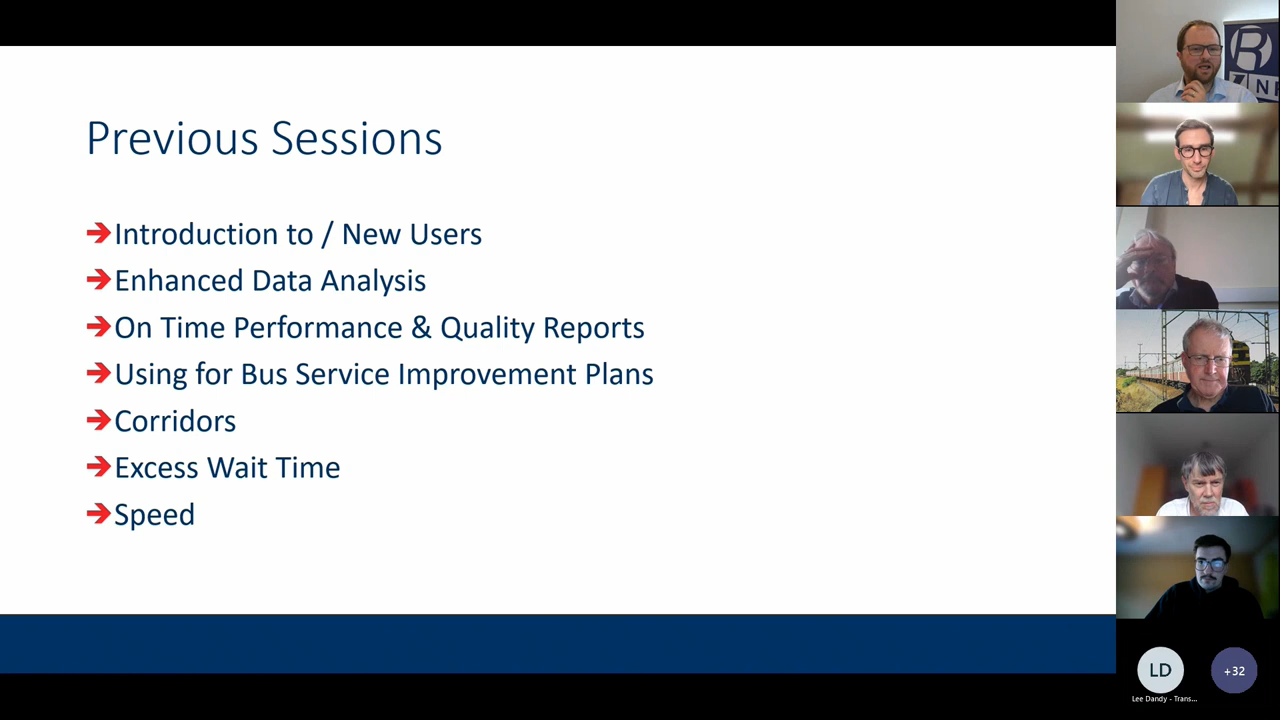 Previous Sessions
Introduction to / New Users
Enhanced Data Analysis
On Time Performance & Quality Reports
Using for Bus Service Improvement Plans
Corridors
Excess Wait Time
Speed
R
LD
+32
Lee Dandy - Trans...